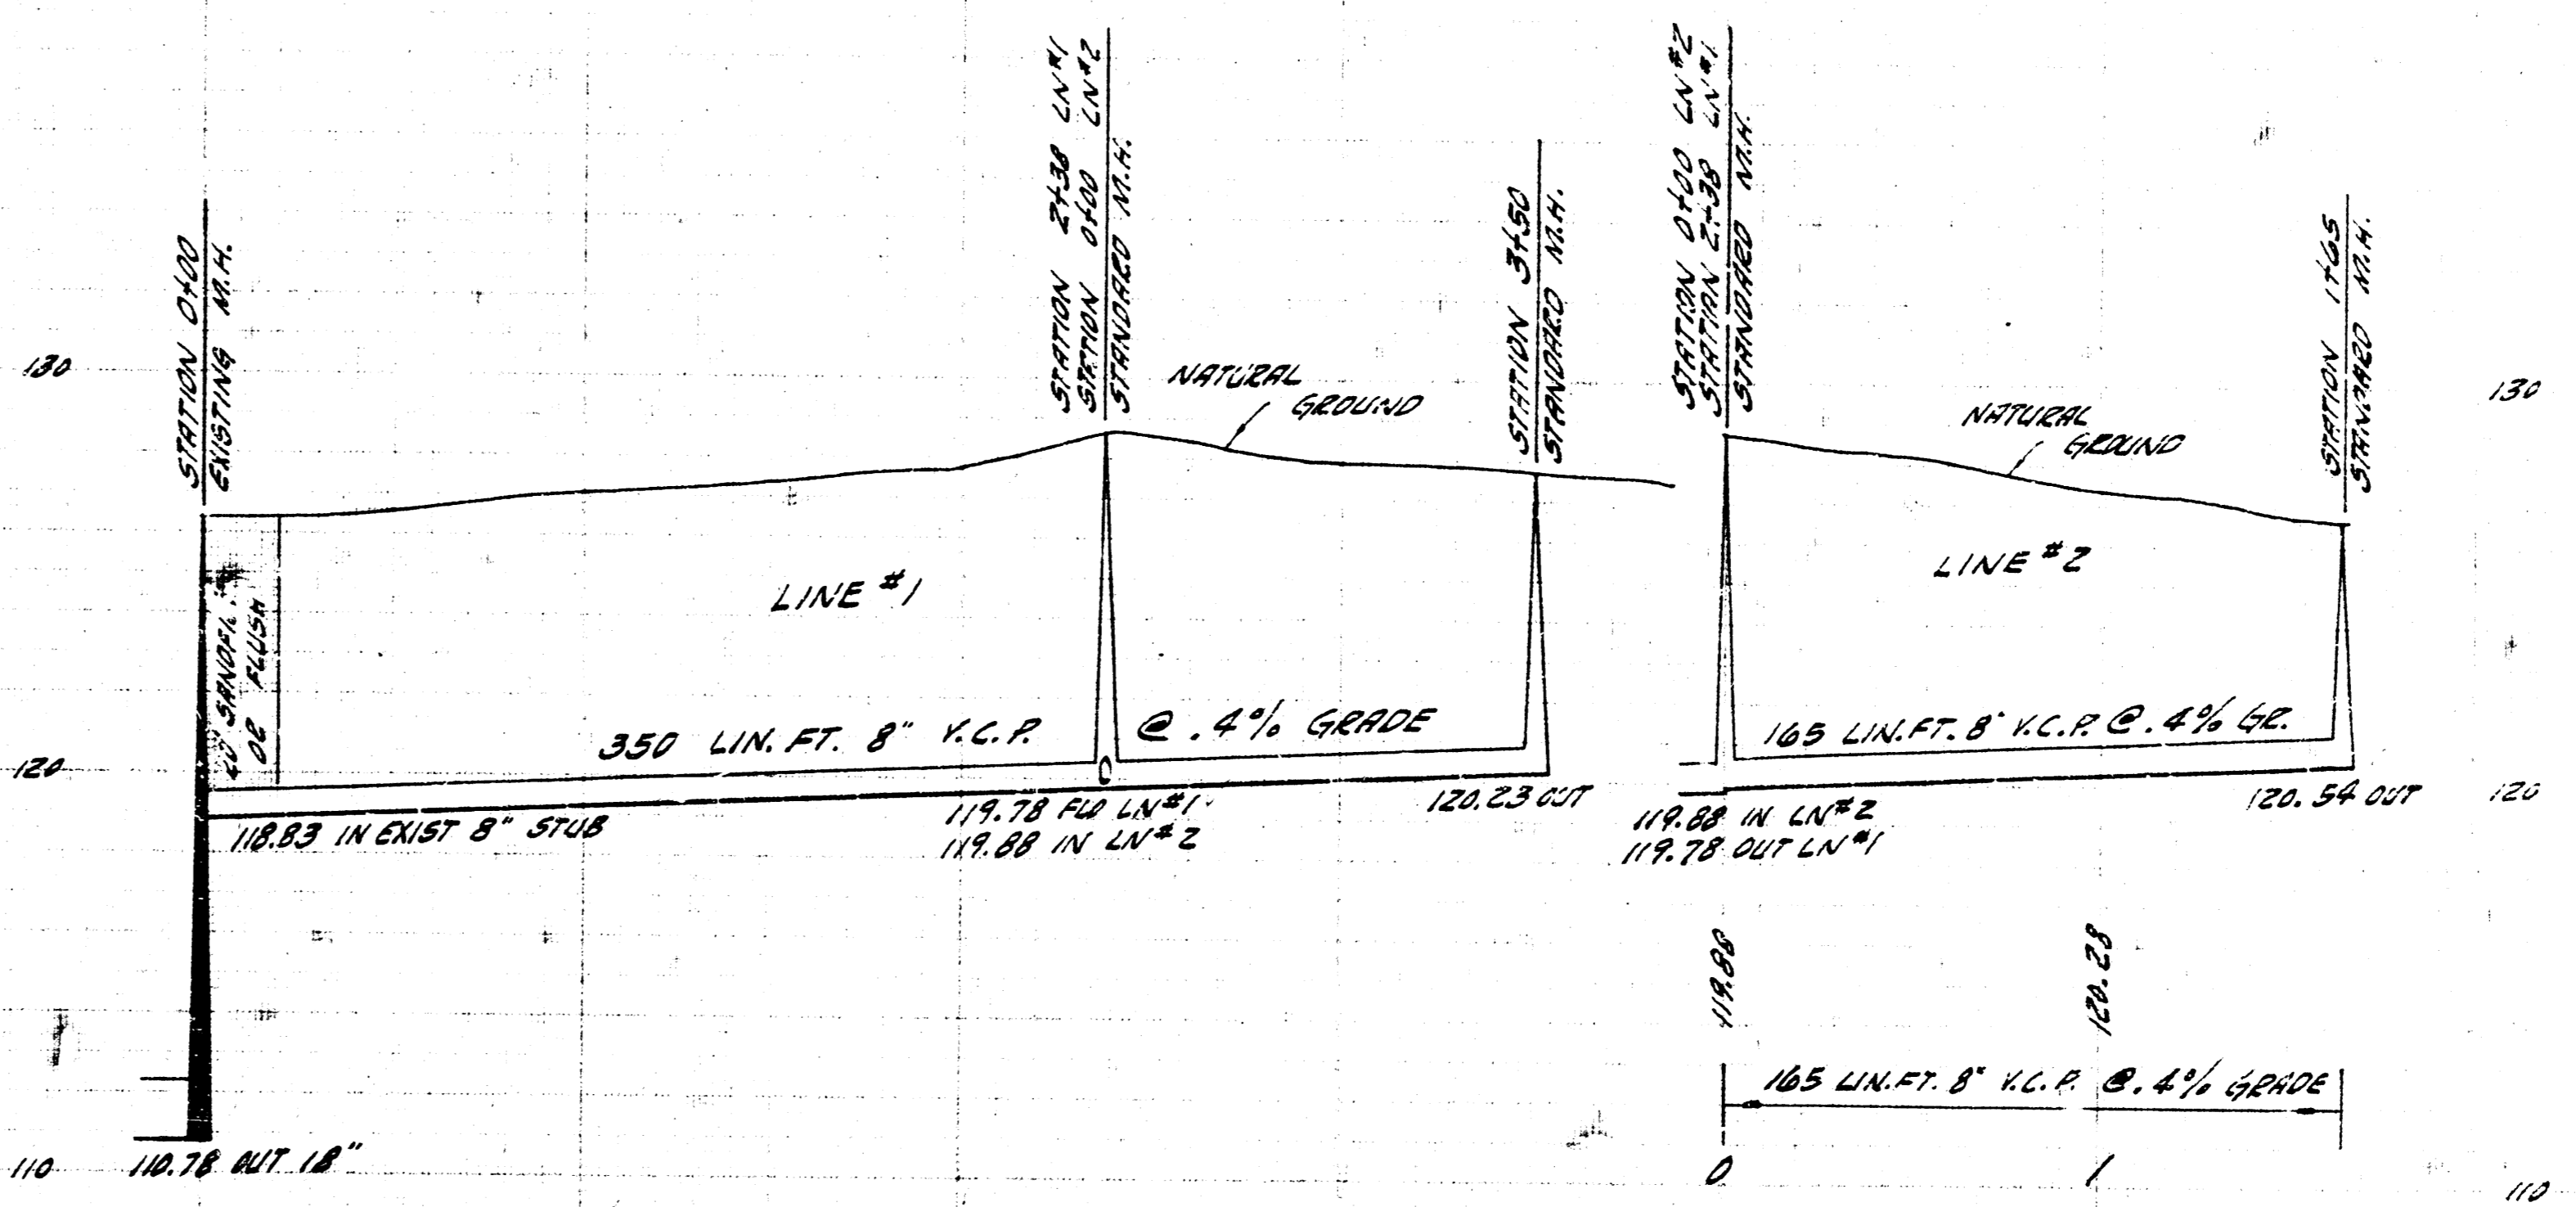 STATION 0+00
EXISTING M.H.
STATION 2+38 LN#1
STATION 0+00 LN#2
STANDARD M.H.
STATION 3+50
STANDARD M.H.
STATION 0+00 LN#2
STATION 2+38 LN#1
STANDARD M.H.
STATION 1+65
STANDARD M.H.
130
130
NATURAL
GROUND
NATURAL
GROUND
LINE #1
LINE #2
OR FLUSH
350 LIN. FT. 8" V.C.P. @ .4% GRADE
165 LIN.FT. 8" V.C.P. @ .4% GR.
120
120
118.83 IN EXIST 8" STUB
119.78 FLO LN#1
119.88 IN LN#2
120.23 OUT
119.88 IN LN#2
119.78 OUT LN#1
120.54 OUT
119.88
120.28
165 LIN.FT. 8" V.C.P. @ .4% GRADE
110
110.78 OUT 18"
0
1
110